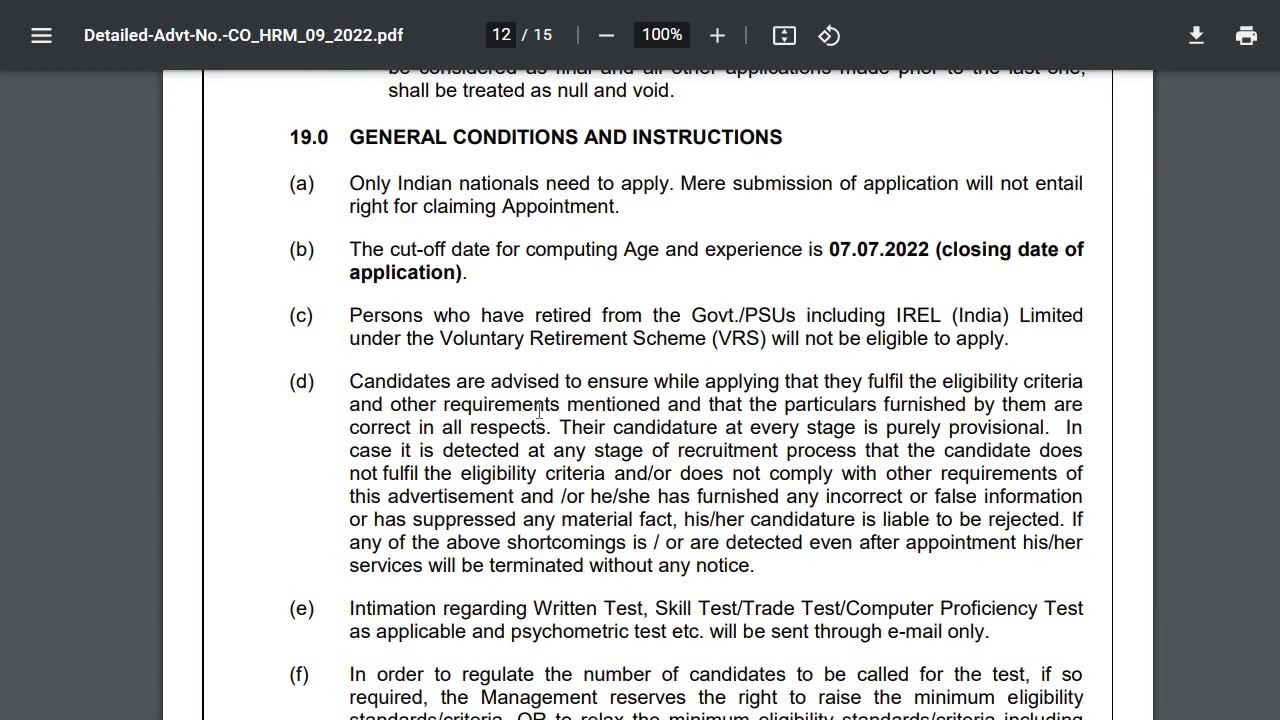 Detailed-Advt-No.-CO_HRM_09_2022.pdf 12 / 15 100%
be considered as final and all other applications made prior to the last one,
shall be treated as null and void.
19.0 GENERAL CONDITIONS AND INSTRUCTIONS
(a) Only Indian nationals need to apply. Mere submission of application will not entail
right for claiming Appointment.
(b) The cut-off date for computing Age and experience is 07.07.2022 (closing date of
application).
(c) Persons who have retired from the Govt./PSUs including IREL (India) Limited
under the Voluntary Retirement Scheme (VRS) will not be eligible to apply.
(d) Candidates are advised to ensure while applying that they fulfil the eligibility criteria
and other requirements mentioned and that the particulars furnished by them are
correct in all respects. Their candidature at every stage is purely provisional. In
case it is detected at any stage of recruitment process that the candidate does
not fulfil the eligibility criteria and/or does not comply with other requirements of
this advertisement and /or he/she has furnished any incorrect or false information
or has suppressed any material fact, his/her candidature is liable to be rejected. If
any of the above shortcomings is / or are detected even after appointment his/her
services will be terminated without any notice.
(e) Intimation regarding Written Test, Skill Test/Trade Test/Computer Proficiency Test
as applicable and psychometric test etc. will be sent through e-mail only.
(f) In order to regulate the number of candidates to be called for the test, if so
required, the Management reserves the right to raise the minimum eligibility
standards/criteria, OR to relax the minimum eligibility standards/criteria including